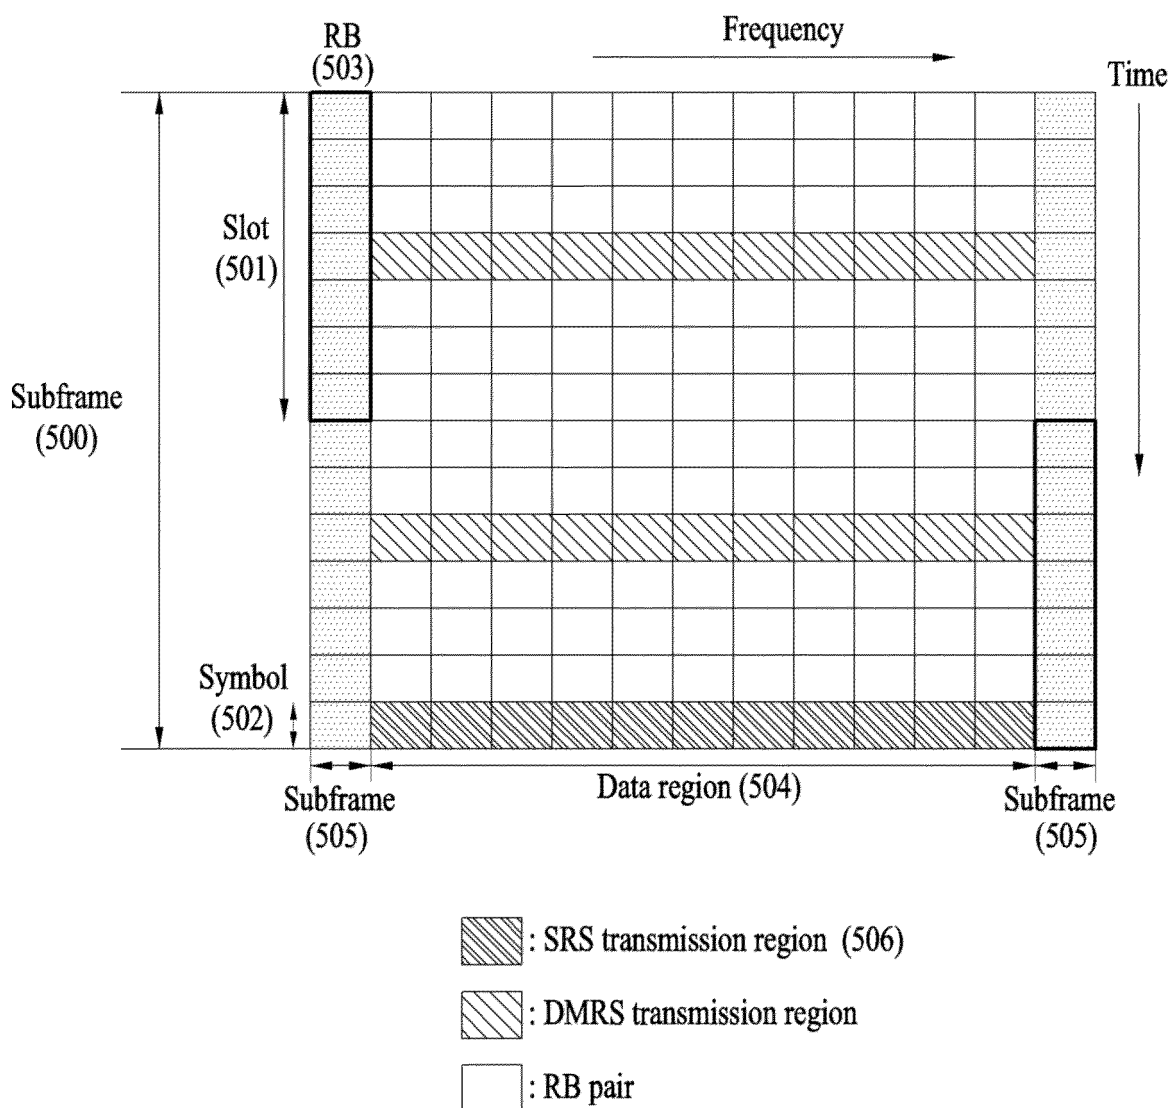 RB
(503)
Frequency
Time
Slot
(501)
Subframe
(500)
Symbol
(502)
Subframe
(505)
Data region (504)
Subframe
(505)
: SRS transmission region (506)
: DMRS transmission region
: RB pair